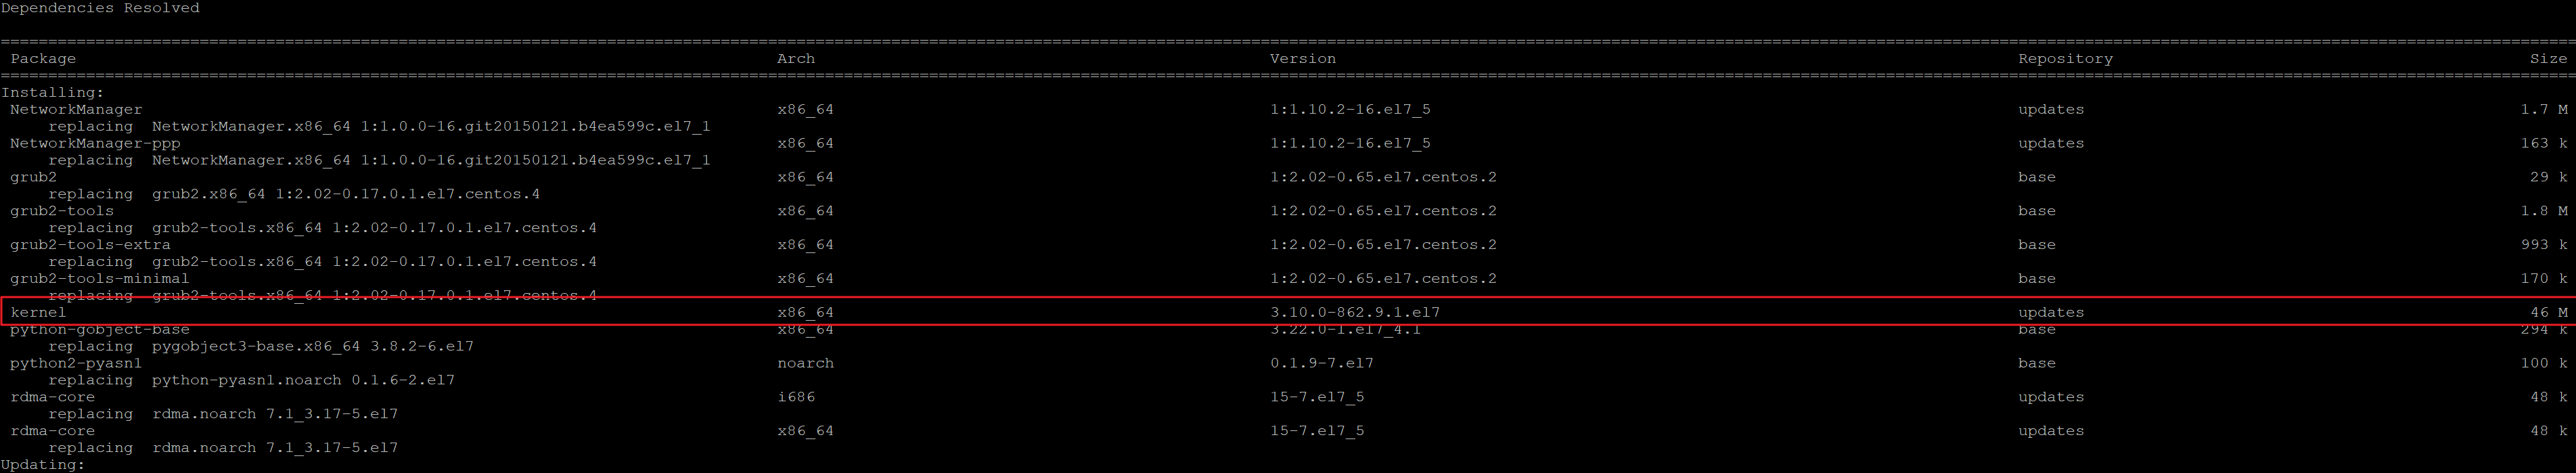 Dependencies Resolved
================================================================================
Package Arch Version Repository Size
================================================================================
Installing:
NetworkManager x86_64 1:1.10.2-16.el7_5 updates 1.7 M
replacing NetworkManager.x86_64 1:1.0.0-16.git20150121.b4ea599c.el7_1
NetworkManager-ppp x86_64 1:1.10.2-16.el7_5 updates 163 k
replacing NetworkManager.x86_64 1:1.0.0-16.git20150121.b4ea599c.el7_1
grub2 x86_64 1:2.02-0.65.el7.centos.2 base 29 k
replacing grub2.x86_64 1:2.02-0.17.0.1.el7.centos.4
grub2-tools x86_64 1:2.02-0.65.el7.centos.2 base 1.8 M
replacing grub2-tools.x86_64 1:2.02-0.17.0.1.el7.centos.4
grub2-tools-extra x86_64 1:2.02-0.65.el7.centos.2 base 993 k
replacing grub2-tools.x86_64 1:2.02-0.17.0.1.el7.centos.4
grub2-tools-minimal x86_64 1:2.02-0.65.el7.centos.2 base 170 k
replacing grub2-tools.x86_64 1:2.02-0.17.0.1.el7.centos.4
kernel x86_64 3.10.0-862.9.1.el7 updates 46 M
python-gobject-base x86_64 3.22.0-1.el7_4.1 base 294 k
replacing pygobject3-base.x86_64 3.8.2-6.el7
python2-pyasn1 noarch 0.1.9-7.el7 base 100 k
replacing python-pyasn1.noarch 0.1.6-2.el7
rdma-core i686 15-7.el7_5 updates 48 k
replacing rdma.noarch 7.1_3.17-5.el7
rdma-core x86_64 15-7.el7_5 updates 48 k
replacing rdma.noarch 7.1_3.17-5.el7
Updating: